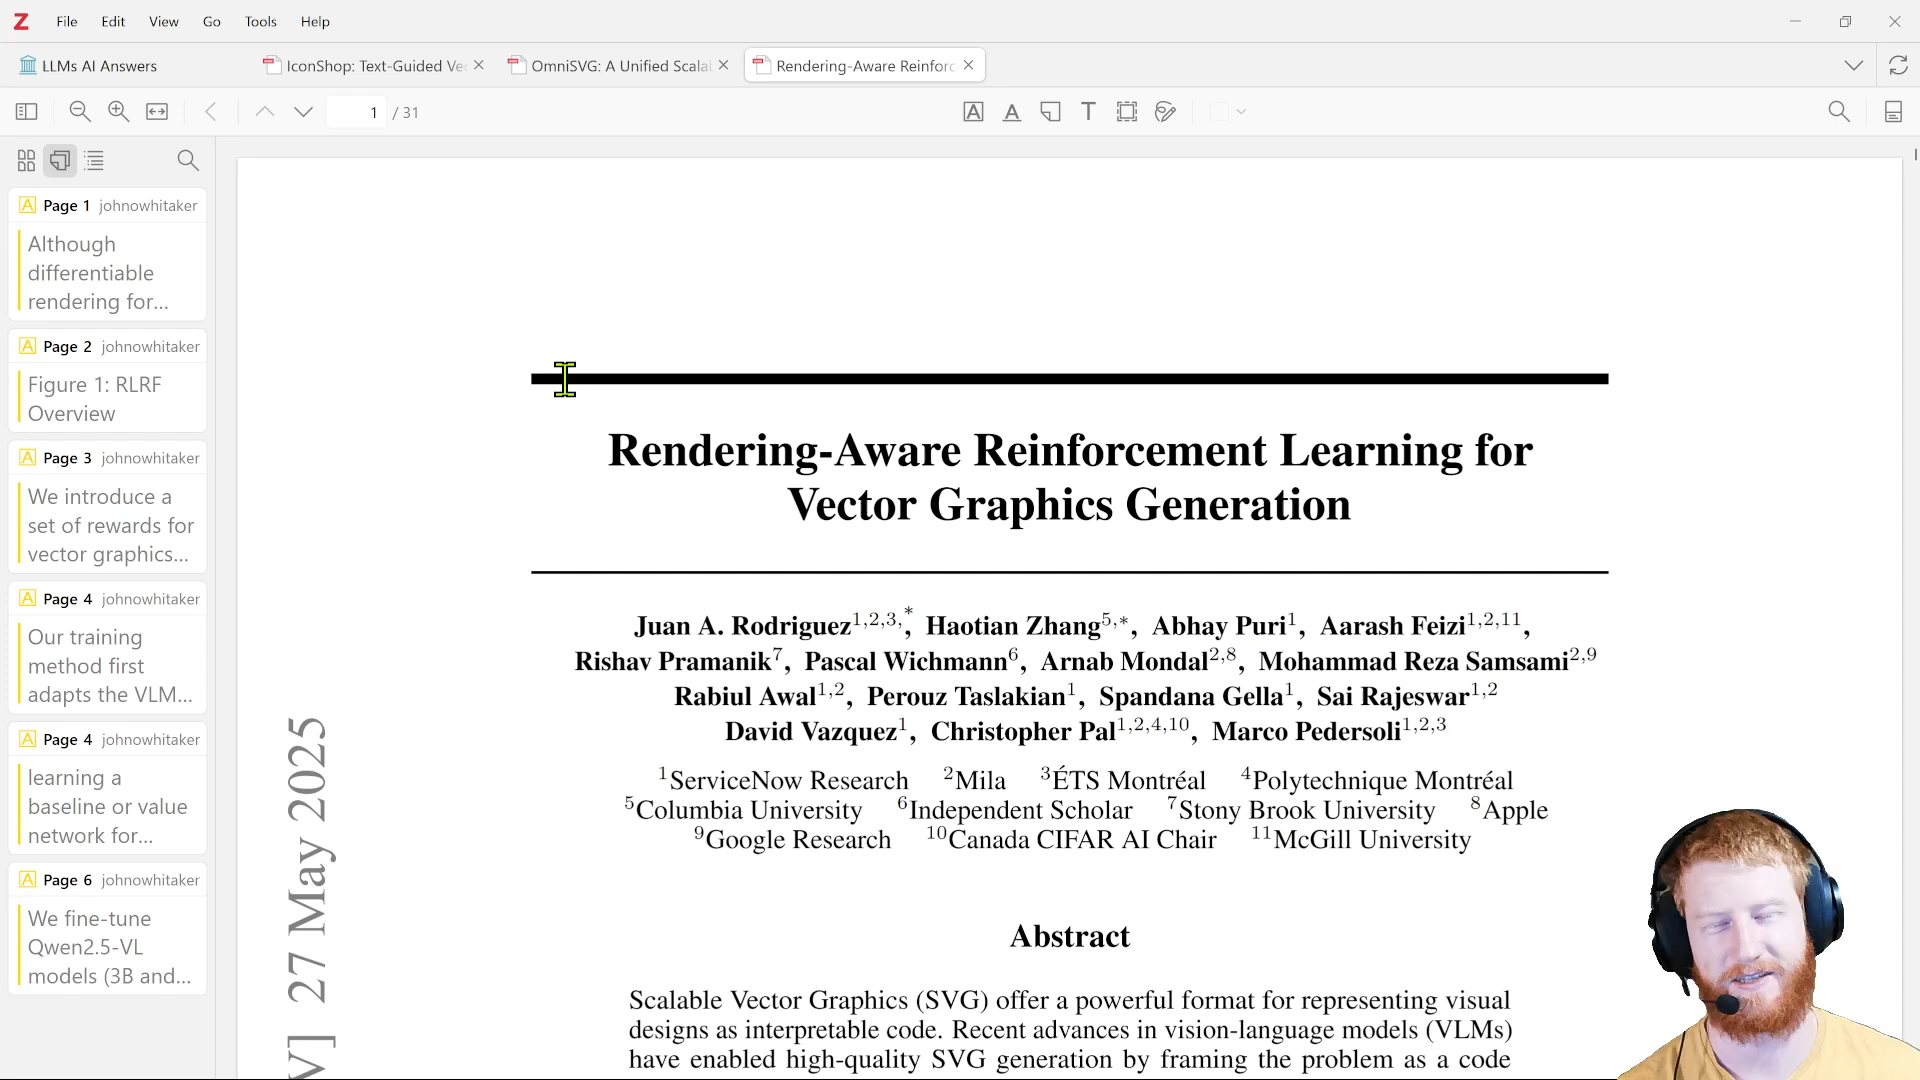 Z File Edit View Go Tools Help
LLMs AI Answers
IconShop: Text-Guided Ve
OmniSVG: A Unified Scala
Rendering-Aware Reinforc
1 / 31
Page 1 johnowhitaker
Although
differentiable
rendering for...
Page 2 johnowhitaker
Figure 1: RLRF
Overview
Page 3 johnowhitaker
We introduce a
set of rewards for
vector graphics...
Page 4 johnowhitaker
Our training
method first
adapts the VLM...
Page 4 johnowhitaker
learning a
baseline or value
network for...
Page 6 johnowhitaker
We fine-tune
Qwen2.5-VL
models (3B and...
27 May 2025
Rendering-Aware Reinforcement Learning for
Vector Graphics Generation
Juan A. Rodriguez1,2,3,*, Haotian Zhang5,*, Abhay Puri1, Aarash Feizi1,2,11,
Rishav Pramanik7, Pascal Wichmann6, Arnab Mondal2,8, Mohammad Reza Samsami2,9
Rabiul Awal1,2, Perouz Taslakian1, Spandana Gella1, Sai Rajeswar1,2
David Vazquez1, Christopher Pal1,2,4,10, Marco Pedersoli1,2,3
1ServiceNow Research 2Mila 3ÉTS Montréal 4Polytechnique Montréal
5Columbia University 6Independent Scholar 7Stony Brook University 8Apple
9Google Research 10Canada CIFAR AI Chair 11McGill University
Abstract
Scalable Vector Graphics (SVG) offer a powerful format for representing visual
designs as interpretable code. Recent advances in vision-language models (VLMs)
have enabled high-quality SVG generation by framing the problem as a code